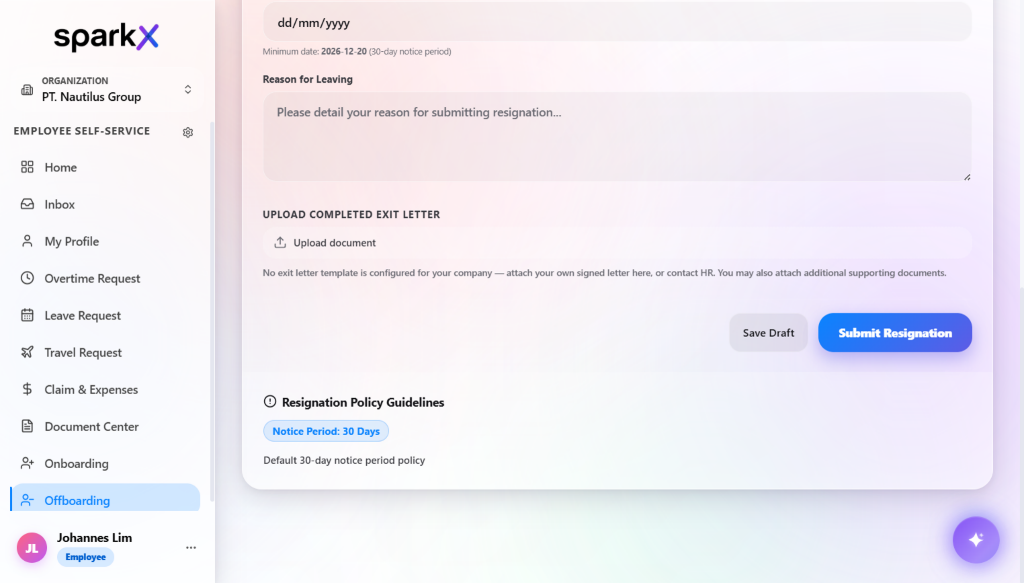 sparkX
ORGANIZATION
PT. Nautilus Group
EMPLOYEE SELF-SERVICE
Home
Inbox
My Profile
Overtime Request
Leave Request
Travel Request
Claim & Expenses
Document Center
Onboarding
Offboarding
JL
Johannes Lim
Employee
dd/mm/yyyy
Minimum date: 2026-12-20 (30-day notice period)
Reason for Leaving
Please detail your reason for submitting resignation...
UPLOAD COMPLETED EXIT LETTER
Upload document
No exit letter template is configured for your company — attach your own signed letter here, or contact HR. You may also attach additional supporting documents.
Save Draft
Submit Resignation
Resignation Policy Guidelines
Notice Period: 30 Days
Default 30-day notice period policy